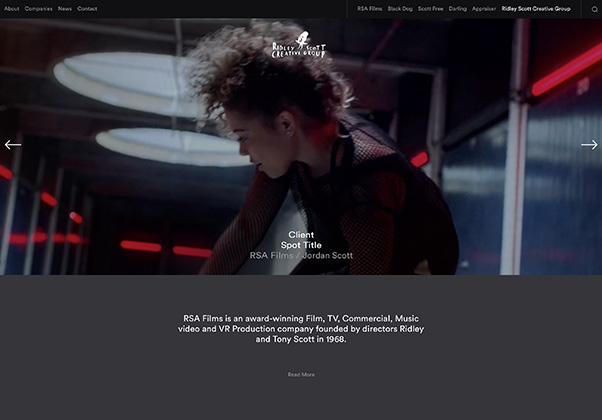 About Companies News Contact
RSA Films Black Dog Scott Free Darling Appraiser Ridley Scott Creative Group
RIDLEY SCOTT
CREATIVE GROUP
Client
Spot Title
RSA Films / Jordan Scott
RSA Films is an award-winning Film, TV, Commercial, Music
video and VR Production company founded by directors Ridley
and Tony Scott in 1968.
Read More